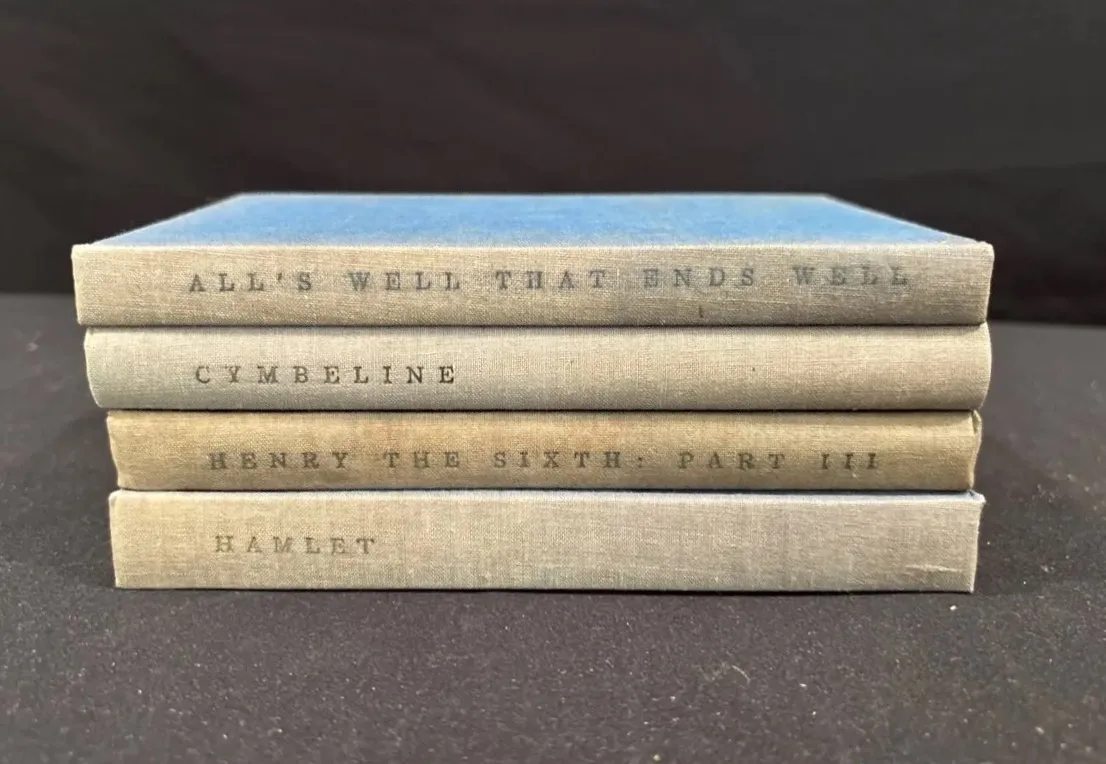 ALL'S WELL THAT ENDS WELL
CYMBELINE
HENRY THE SIXTH: PART III
HAMLET